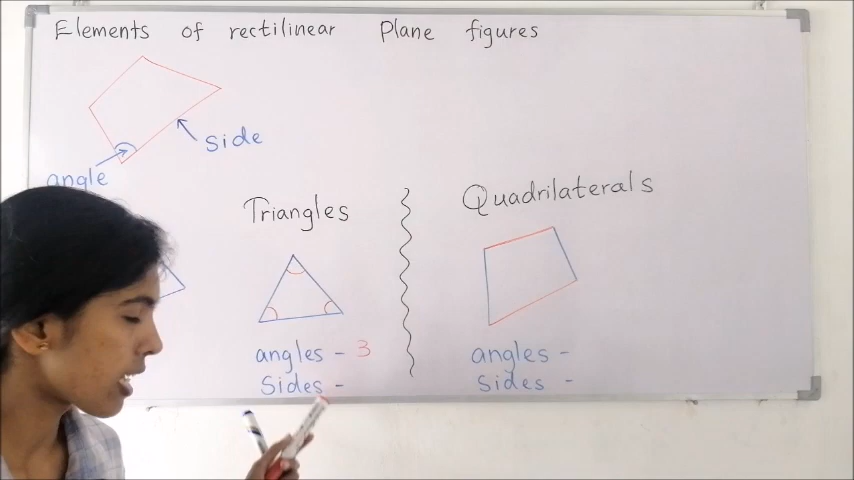 Elements of rectilinear Plane figures
side
angle
Triangles
angles - 3
Sides -
Quadrilaterals
angles -
Sides -